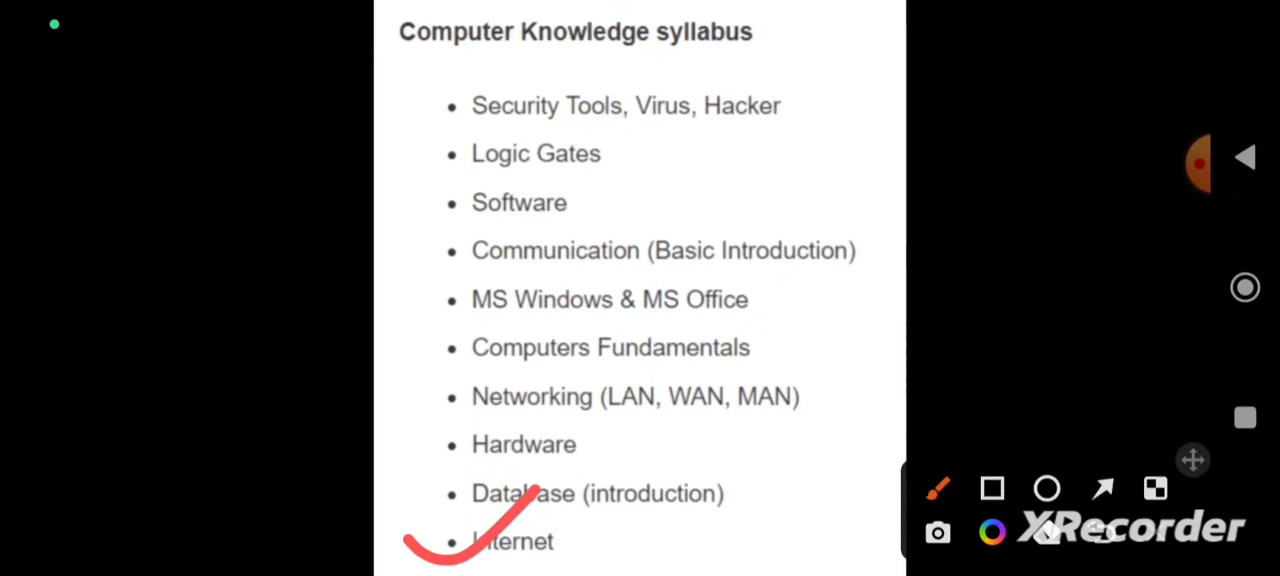 Computer Knowledge syllabus
• Security Tools, Virus, Hacker
• Logic Gates
• Software
• Communication (Basic Introduction)
• MS Windows & MS Office
• Computers Fundamentals
• Networking (LAN, WAN, MAN)
• Hardware
• Database (introduction)
• Internet
XRecorder